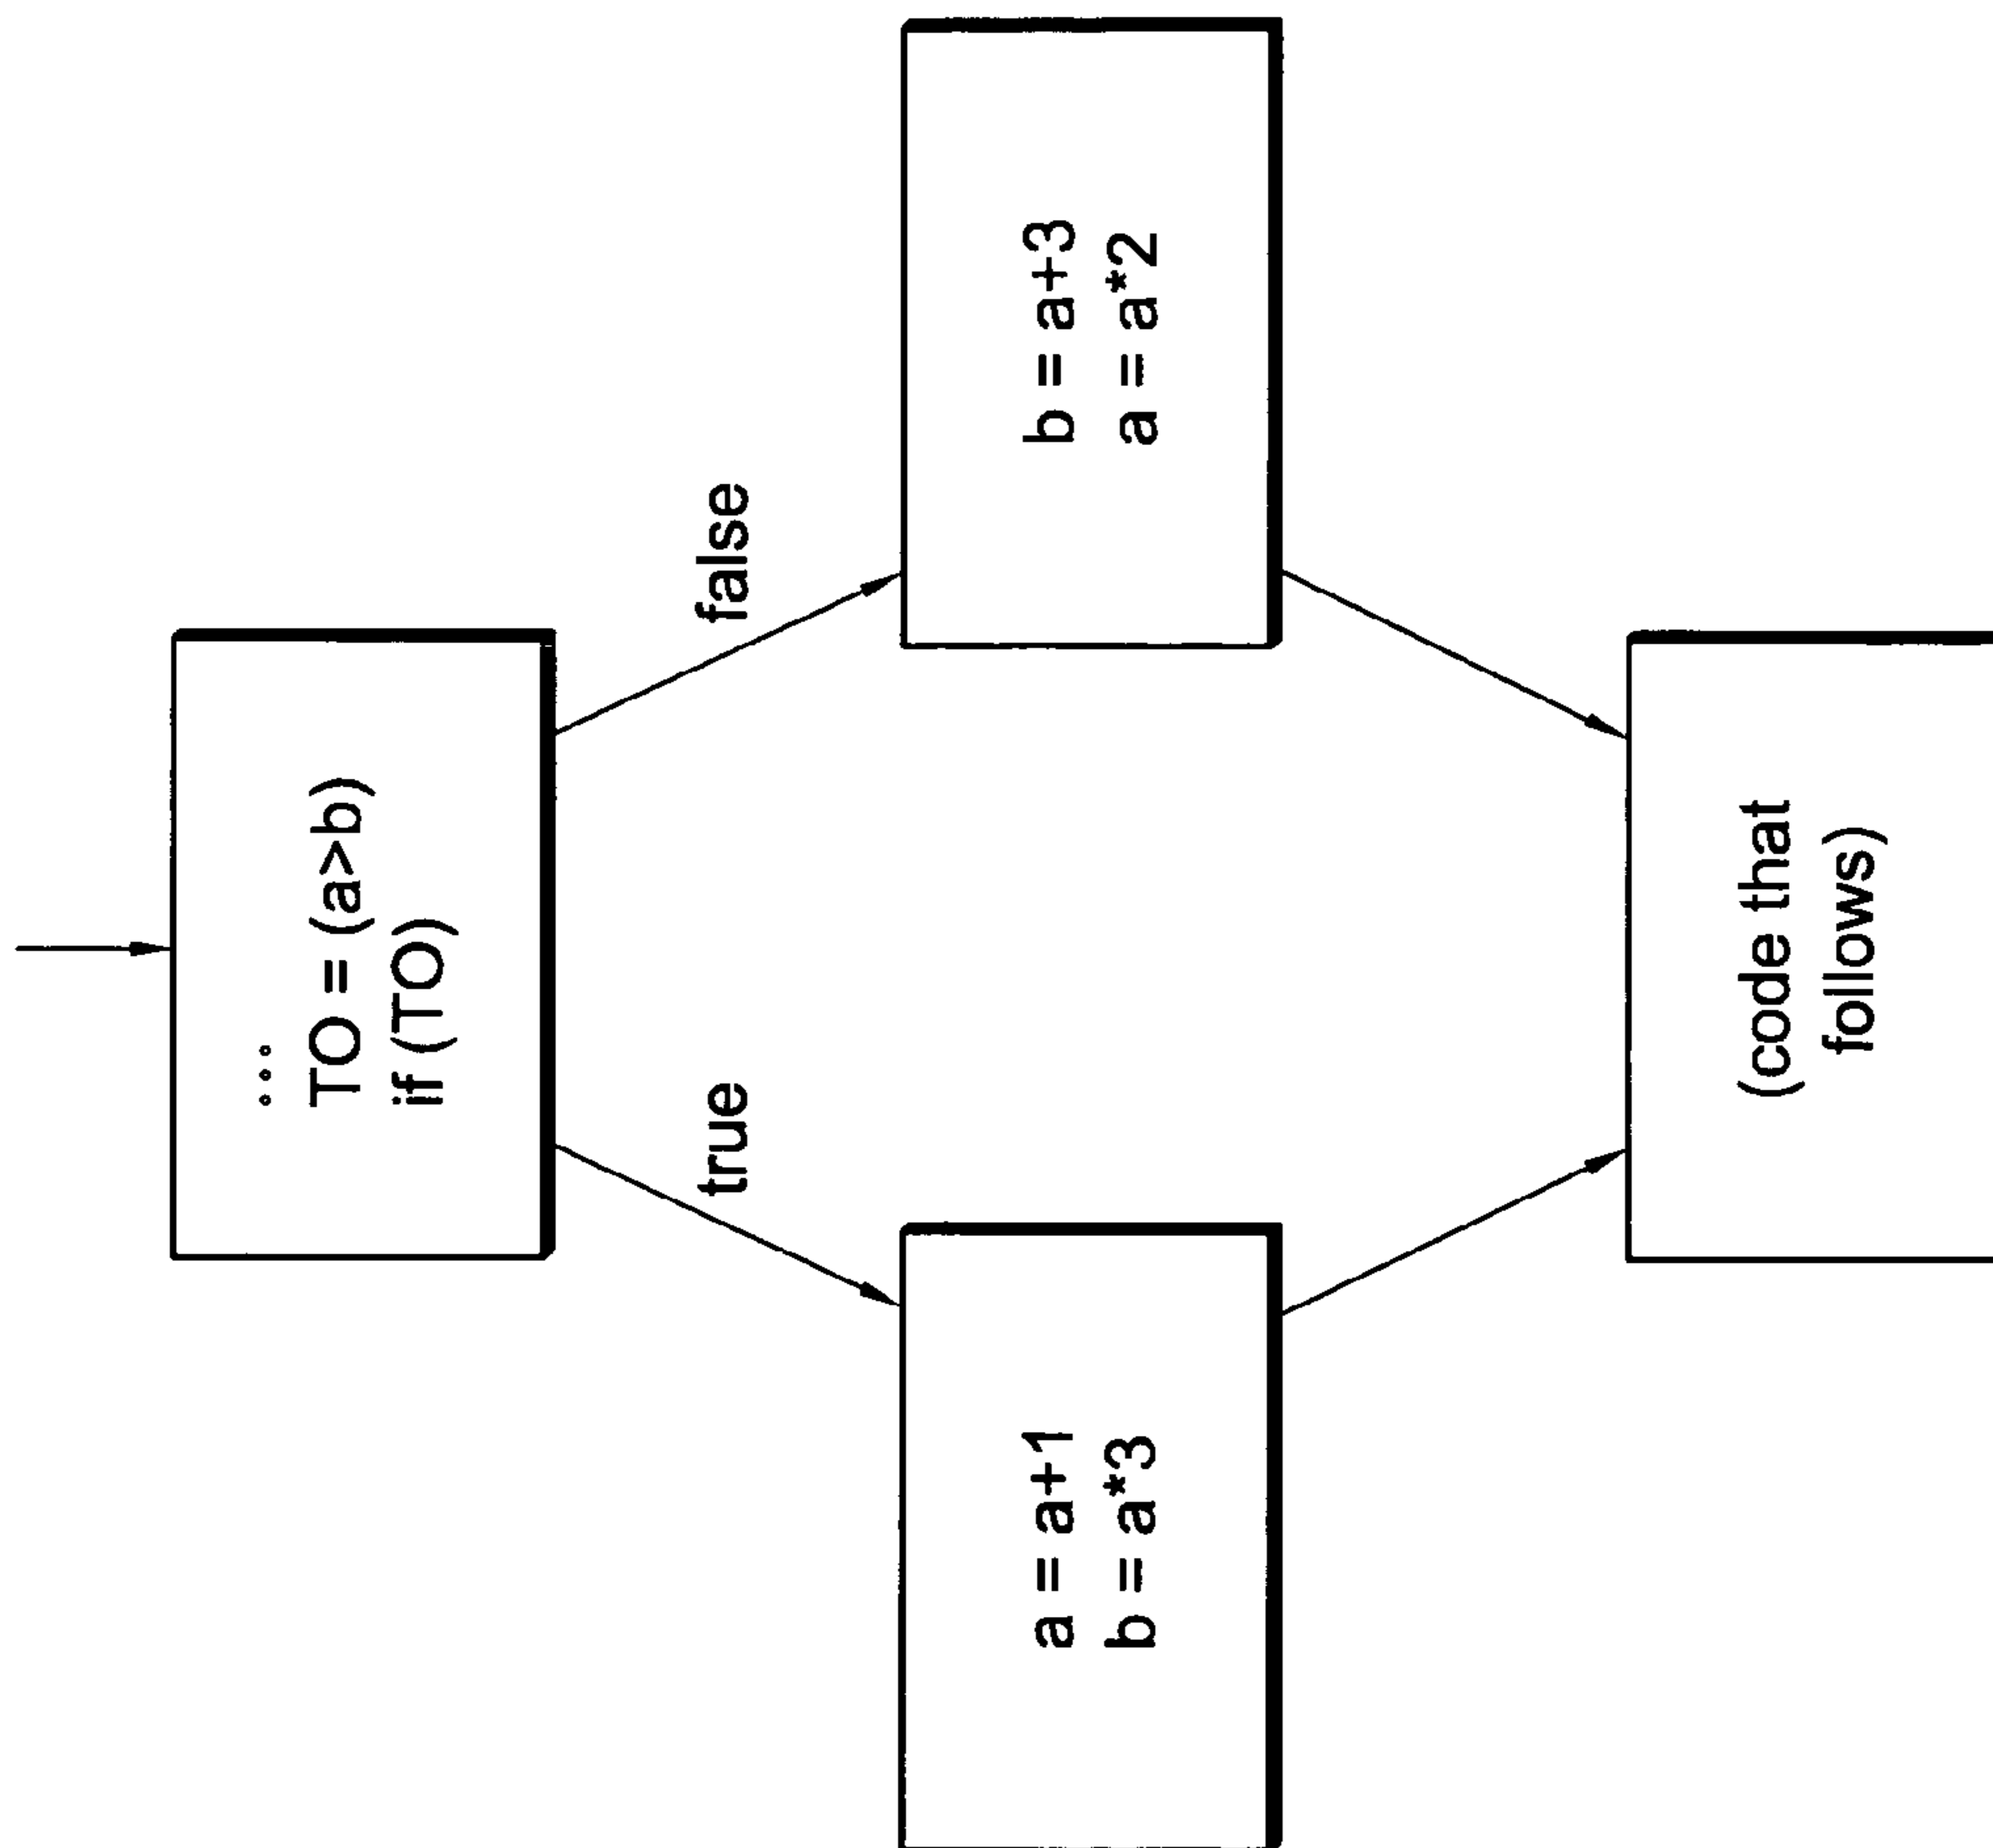 ...
TO = (a>b)
if (TO)
true
false
a = a+1
b = a*3
b = a+3
a = a*2
(code that
follows)